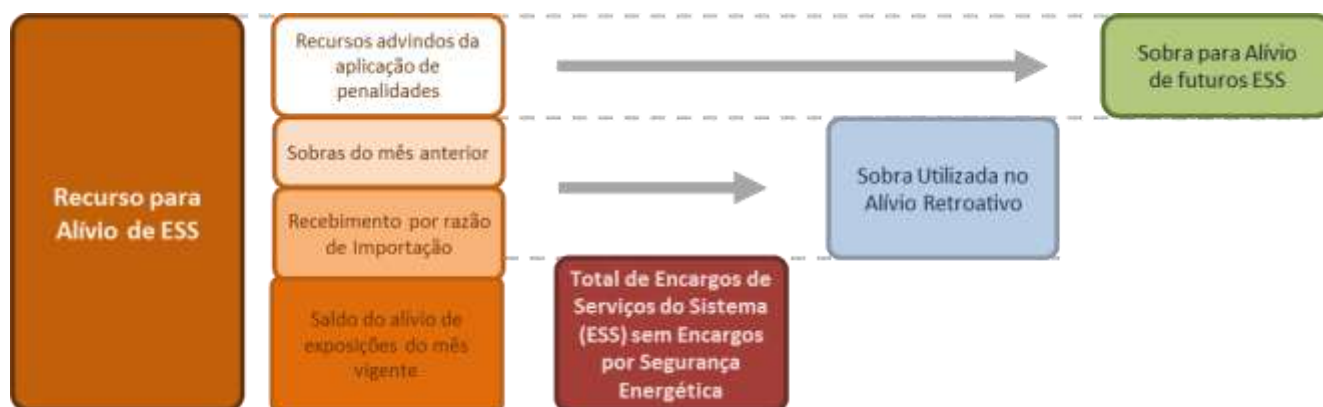 Recurso para
Alívio de ESS
Recursos advindos da
aplicação de
penalidades
Sobras do mês anterior
Recebimento por razão
de Importação
Saldo do alívio de
exposições do mês
vigente
Total de Encargos de
Serviços do Sistema
(ESS) sem Encargos
por Segurança
Energética
Sobra Utilizada no
Alívio Retroativo
Sobra para Alívio
de futuros ESS